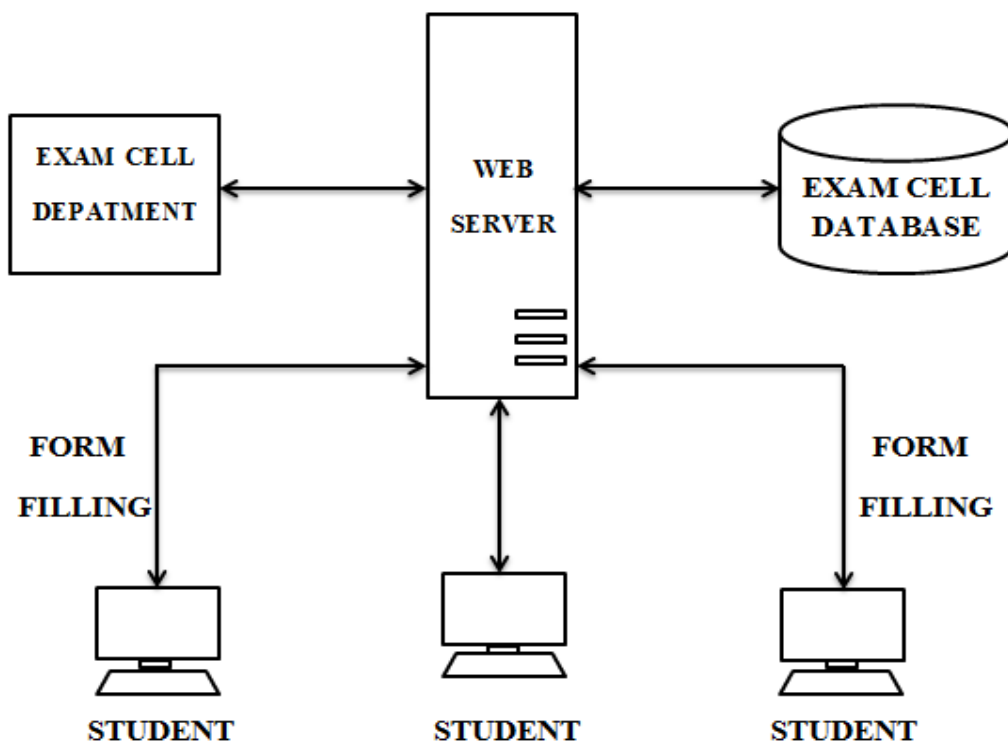 EXAM CELL
DEPATMENT
WEB
SERVER
EXAM CELL
DATABASE
FORM
FILLING
FORM
FILLING
STUDENT
STUDENT
STUDENT